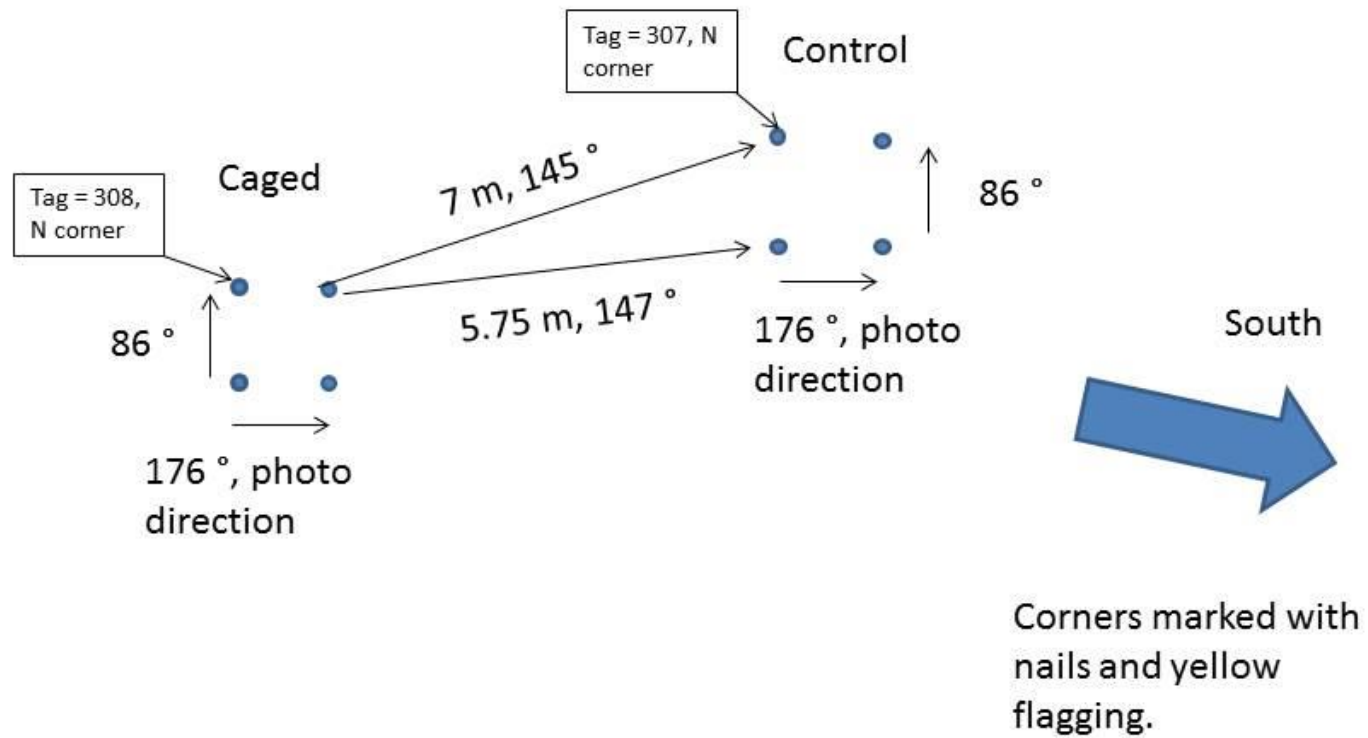 Tag = 307, N
corner
Control
Caged
7 m, 145 °
Tag = 308,
N corner
86 °
86 °
5.75 m, 147 °
176 °, photo
direction
South
176 °, photo
direction
Corners marked with
nails and yellow
flagging.